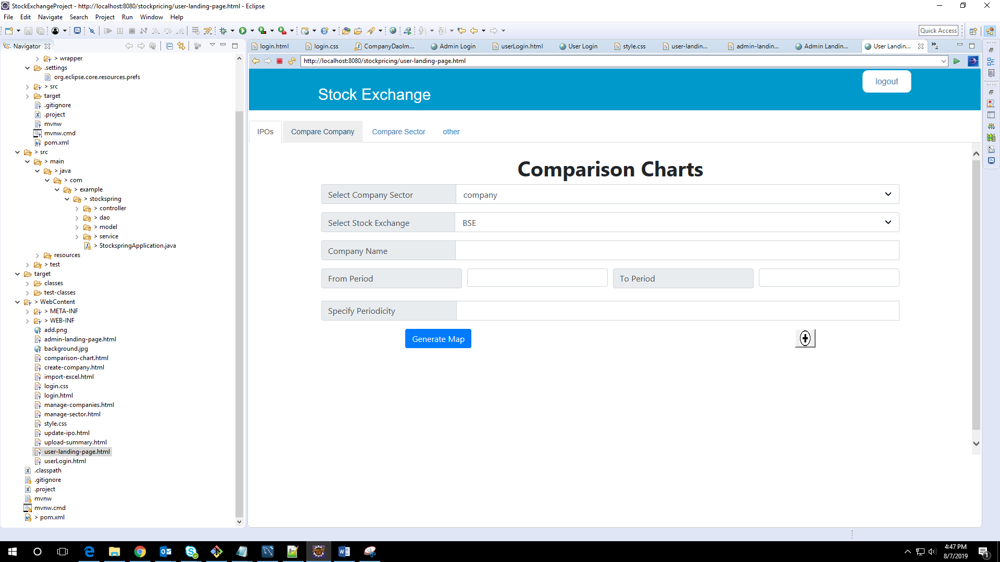 StockExchangeProject - http://localhost:8080/stockpricing/user-landing-page.html - Eclipse
File Edit Navigate Search Project Run Window Help
Quick Access
Navigator
> wrapper
.settings
org.eclipse.core.resources.prefs
> src
target
.gitignore
.project
mvnw
mvnw.cmd
pom.xml
> src
> main
> java
> com
> example
> stockspring
> controller
> dao
> model
> service
> StockspringApplication.java
resources
> test
target
classes
test-classes
> WebContent
> META-INF
> WEB-INF
add.png
admin-landing-page.html
background.jpg
comparison-chart.html
create-company.html
import-excel.html
login.css
login.html
manage-companies.html
manage-sector.html
style.css
update-ipo.html
upload-summary.html
user-landing-page.html
userLogin.html
.classpath
.gitignore
.project
mvnw
mvnw.cmd
> pom.xml
login.html login.css CompanyDaoIm... Admin Login userLogin.html User Login style.css user-landin... admin-landin... Admin Landin... User Landin... »4
http://localhost:8080/stockpricing/user-landing-page.html
logout
Stock Exchange
IPOs Compare Company Compare Sector other
Comparison Charts
Select Company Sector company
Select Stock Exchange BSE
Company Name
From Period To Period
Specify Periodicity
Generate Map
4:47 PM
8/7/2019
1